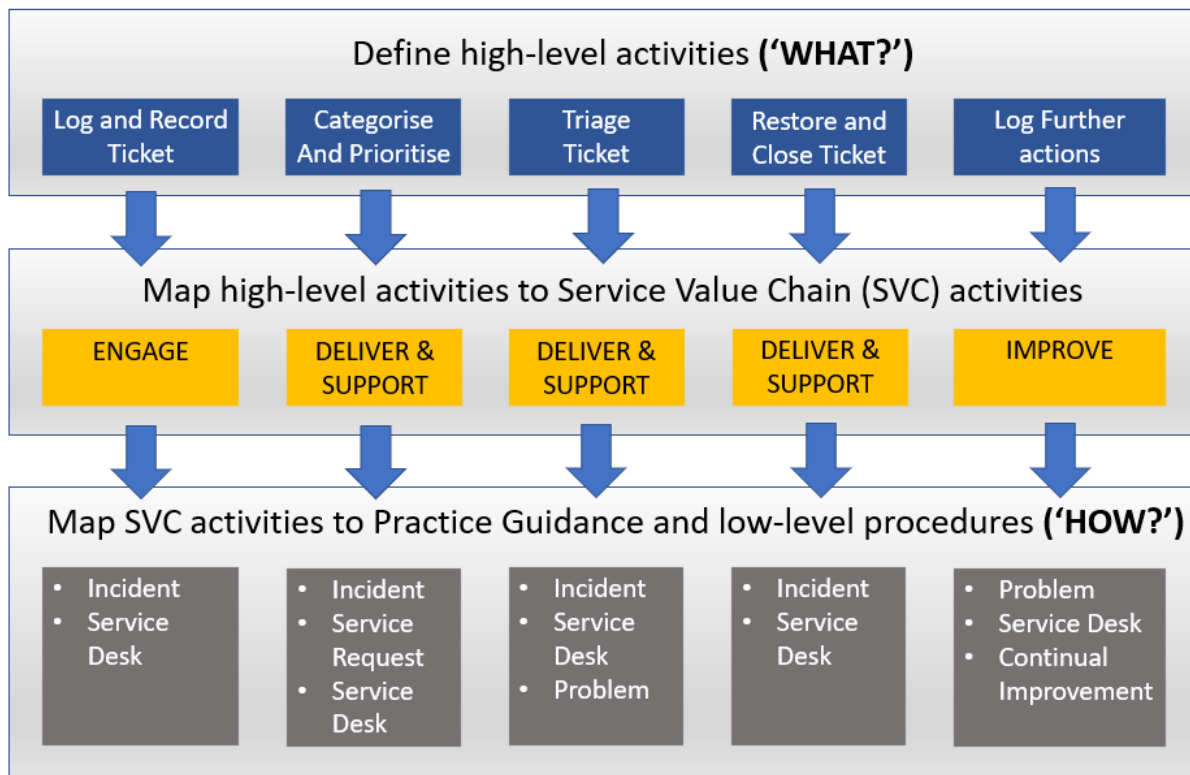 Define high-level activities (‘WHAT?’)
Log and Record
Ticket
Categorise
And Prioritise
Triage
Ticket
Restore and
Close Ticket
Log Further
actions
Map high-level activities to Service Value Chain (SVC) activities
ENGAGE
DELIVER &
SUPPORT
DELIVER &
SUPPORT
DELIVER &
SUPPORT
IMPROVE
Map SVC activities to Practice Guidance and low-level procedures (‘HOW?’)
• Incident
• Service
Desk
• Incident
• Service
Request
• Service
Desk
• Incident
• Service
Desk
• Problem
• Incident
• Service
Desk
• Problem
• Service Desk
• Continual
Improvement